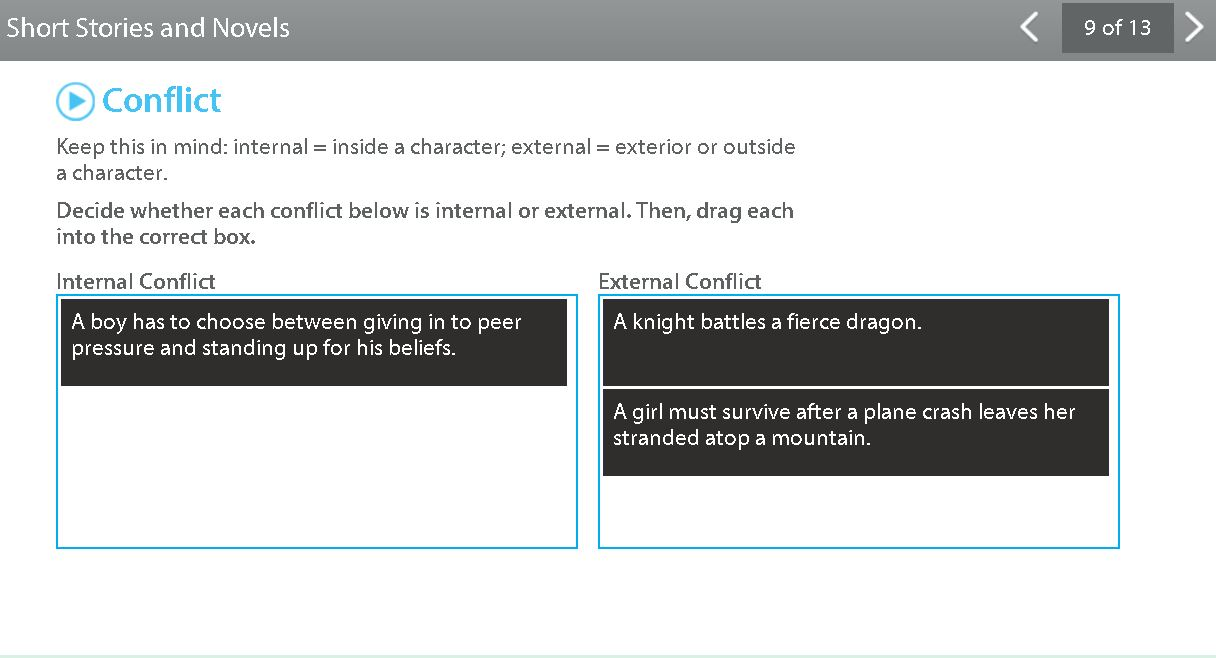 Short Stories and Novels
9 of 13
Conflict
Keep this in mind: internal = inside a character; external = exterior or outside
a character.
Decide whether each conflict below is internal or external. Then, drag each
into the correct box.
Internal Conflict
A boy has to choose between giving in to peer
pressure and standing up for his beliefs.
External Conflict
A knight battles a fierce dragon.
A girl must survive after a plane crash leaves her
stranded atop a mountain.